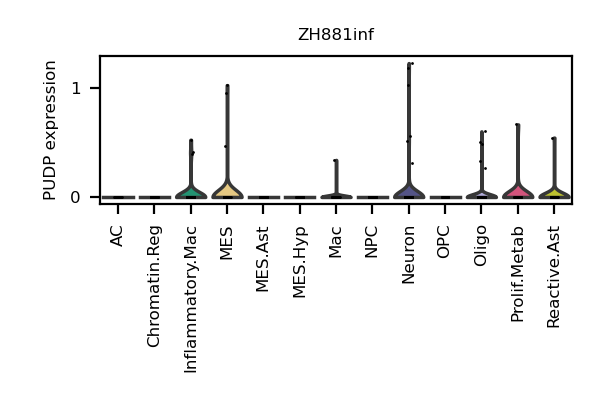 ZH881inf
PUDP expression
1
0
AC
Chromatin.Reg
Inflammatory.Mac
MES
MES.Ast
MES.Hyp
Mac
NPC
Neuron
OPC
Oligo
Prolif.Metab
Reactive.Ast